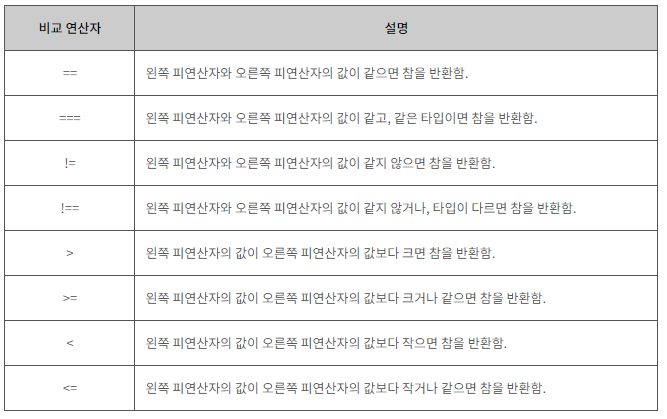 비교 연산자 설명
== 왼쪽 피연산자와 오른쪽 피연산자의 값이 같으면 참을 반환함.
=== 왼쪽 피연산자와 오른쪽 피연산자의 값이 같고, 같은 타입이면 참을 반환함.
!= 왼쪽 피연산자와 오른쪽 피연산자의 값이 같지 않으면 참을 반환함.
!== 왼쪽 피연산자와 오른쪽 피연산자의 값이 같지 않거나, 타입이 다르면 참을 반환함.
> 왼쪽 피연산자의 값이 오른쪽 피연산자의 값보다 크면 참을 반환함.
>= 왼쪽 피연산자의 값이 오른쪽 피연산자의 값보다 크거나 같으면 참을 반환함.
< 왼쪽 피연산자의 값이 오른쪽 피연산자의 값보다 작으면 참을 반환함.
<= 왼쪽 피연산자의 값이 오른쪽 피연산자의 값보다 작거나 같으면 참을 반환함.